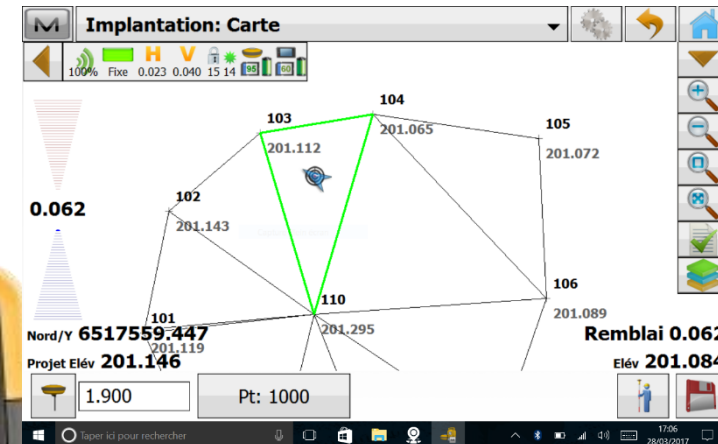 Implantation: Carte
H V
100% Fixe 0.023 0.040 15 14 95 60
104
103
201.065
105
201.112
201.072
102
0.062
201.143
106
110
101
201.089
Nord/Y 6517559.447
201.295
Remblai 0.062
201.119
Projet Elév 201.146
Elév 201.084
1.900
Pt: 1000
Taper ici pour rechercher
17:06
28/03/2017